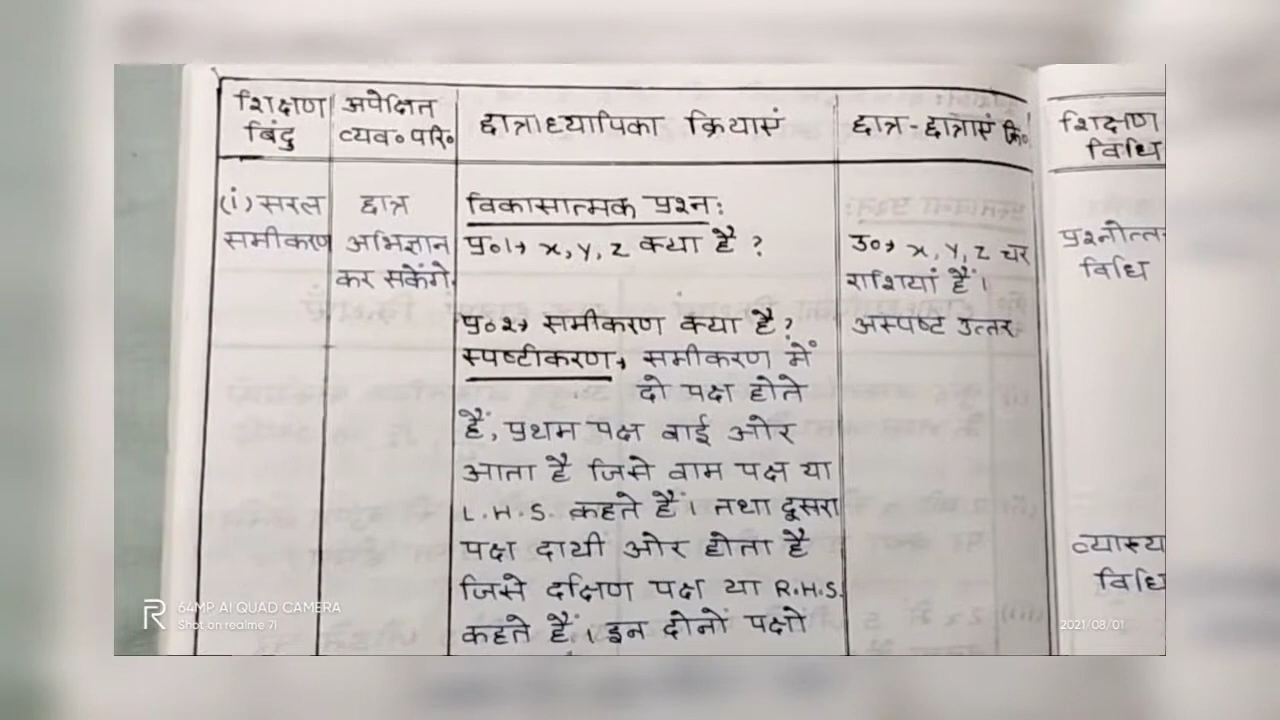 शिक्षण अपेक्षित छात्राध्यापिका क्रियाएं छात्र-छात्राएं क्रि० शिक्षण
बिंदु व्यव० परि० विधि
(i) सरल छात्र विकासात्मक प्रश्न:
समीकरण अभिज्ञान प्र०1→ x, y, z क्या है ? उ०→ x, y, z चर प्रश्नोत्त
कर सकेंगे। राशियां हैं। विधि
प्र०2→ समीकरण क्या है? अस्पष्ट उत्तर
स्पष्टीकरण→ समीकरण में
दो पक्ष होते
हैं, प्रथम पक्ष बाई ओर
आता है जिसे वाम पक्ष या
L.H.S. कहते हैं। तथा दूसरा
पक्ष दायी ओर होता है व्याख्य
जिसे दक्षिण पक्ष या R.H.S. विधि
कहते हैं। इन दोनों पक्षो
R 64MP AI QUAD CAMERA
Shot on realme 7i 2021/08/01